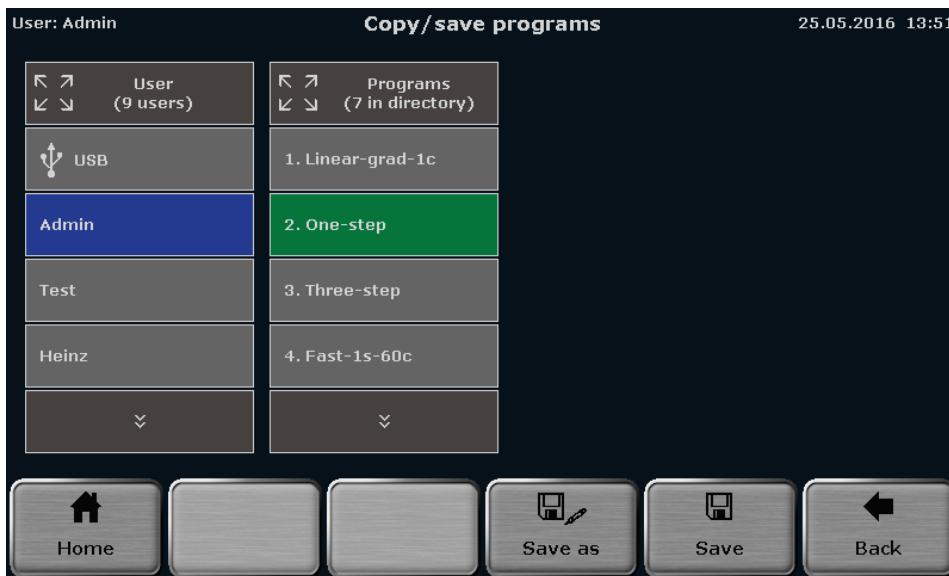 User: Admin
Copy/save programs
25.05.2016 13:51
User
(9 users)
Programs
(7 in directory)
USB
1. Linear-grad-1c
Admin
2. One-step
Test
3. Three-step
Heinz
4. Fast-1s-60c
Home
Save as
Save
Back